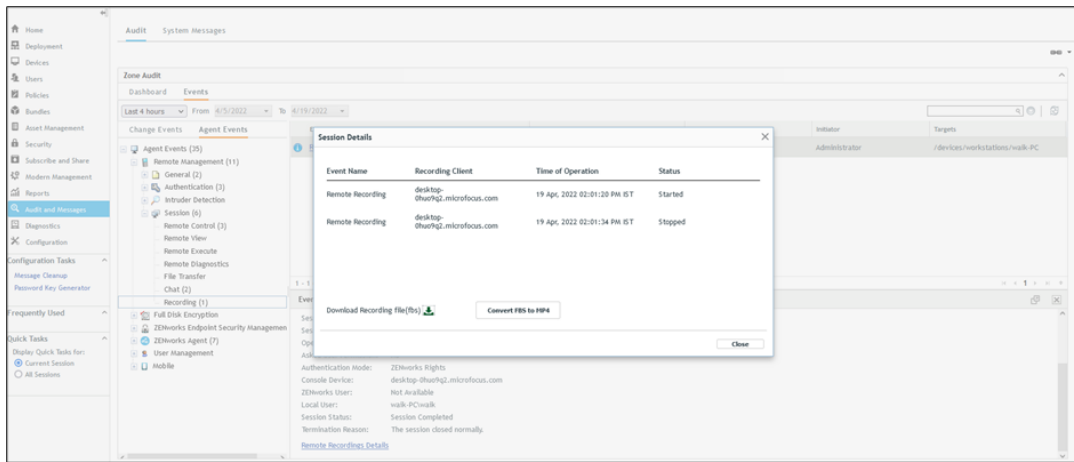 Home
Deployment
Devices
Users
Policies
Bundles
Asset Management
Security
Subscribe and Share
Modern Management
Reports
Audit and Messages
Diagnostics
Configuration
Configuration Tasks
Message Cleanup
Password Key Generator
Frequently Used
Quick Tasks
Display Quick Tasks for:
Current Session
All Sessions
Audit System Messages
Zone Audit
Dashboard Events
Last 4 hours From 4/5/2022 To 4/19/2022
Change Events Agent Events
Agent Events (35)
Remote Management (11)
General (2)
Authentication (3)
Intruder Detection
Session (6)
Remote Control (3)
Remote View
Remote Execute
Remote Diagnostics
File Transfer
Chat (2)
Recording (1)
Full Disk Encryption
ZENworks Endpoint Security Managemen
ZENworks Agent (7)
User Management
Mobile
Initiator Targets
Administrator /devices/workstations/walk-PC
1 - 1
1
Session Details
Event Name Recording Client Time of Operation Status
Remote Recording desktop-
0huo9q2.microfocus.com 19 Apr, 2022 02:01:20 PM IST Started
Remote Recording desktop-
0huo9q2.microfocus.com 19 Apr, 2022 02:01:34 PM IST Stopped
Download Recording file(fbs) Convert FBS to MP4
Close
Even
Ses
Ses
Ope
Ask
Authentication Mode: ZENworks Rights
Console Device: desktop-0huo9q2.microfocus.com
ZENworks User: Not Available
Local User: walk-PC\walk
Session Status: Session Completed
Termination Reason: The session closed normally.
Remote Recordings Details